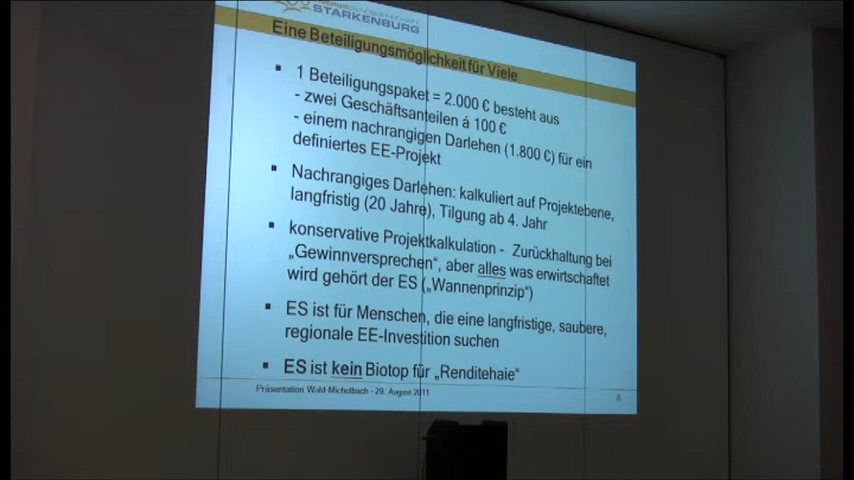 STARKENBURG
Eine Beteiligungsmöglichkeit für Viele
▪ 1 Beteiligungspaket = 2.000 € besteht aus
- zwei Geschäftsanteilen á 100 €
- einem nachrangigen Darlehen (1.800 €) für ein
definiertes EE-Projekt
▪ Nachrangiges Darlehen: kalkuliert auf Projektebene,
langfristig (20 Jahre), Tilgung ab 4. Jahr
▪ konservative Projektkalkulation - Zurückhaltung bei
„Gewinnversprechen“, aber alles was erwirtschaftet
wird gehört der ES („Wannenprinzip“)
▪ ES ist für Menschen, die eine langfristige, saubere,
regionale EE-Investition suchen
▪ ES ist kein Biotop für „Renditehaie“
Präsentation Wald-Michelbach - 29. August 2011